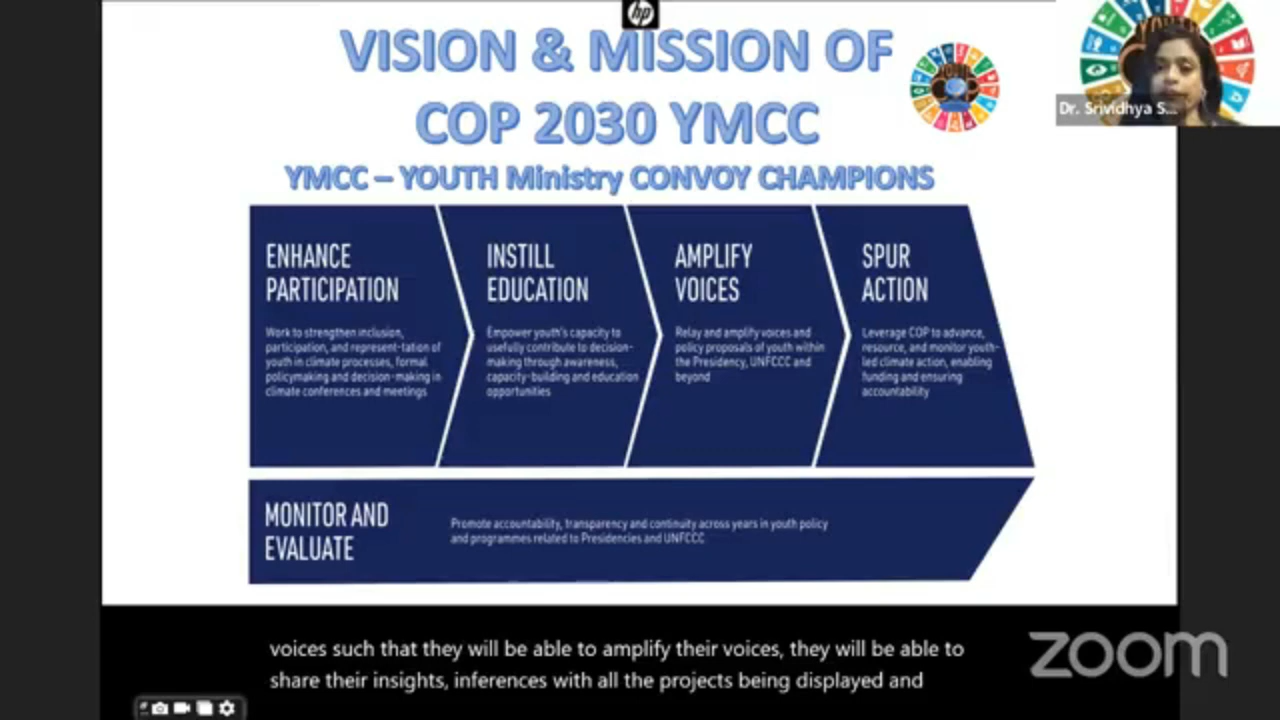 hp
VISION & MISSION OF
COP 2030 YMCC
YMCC – YOUTH Ministry CONVOY CHAMPIONS
Dr. Srividhya S...
ENHANCE
PARTICIPATION
Work to strengthen inclusion,
participation, and represent-tation of
youth in climate processes, formal
policymaking and decision-making in
climate conferences and meetings
INSTILL
EDUCATION
Empower youth's capacity to
usefully contribute to decision-
making through awareness,
capacity-building and education
opportunities
AMPLIFY
VOICES
Relay and amplify voices and
policy proposals of youth within
the Presidency, UNFCCC and
beyond
SPUR
ACTION
Leverage COP to advance,
resource, and monitor youth-
led climate action, enabling
funding and ensuring
accountability
MONITOR AND
EVALUATE
Promote accountability, transparency and continuity across years in youth policy
and programmes related to Presidencies and UNFCCC
voices such that they will be able to amplify their voices, they will be able to
share their insights, inferences with all the projects being displayed and
zoom